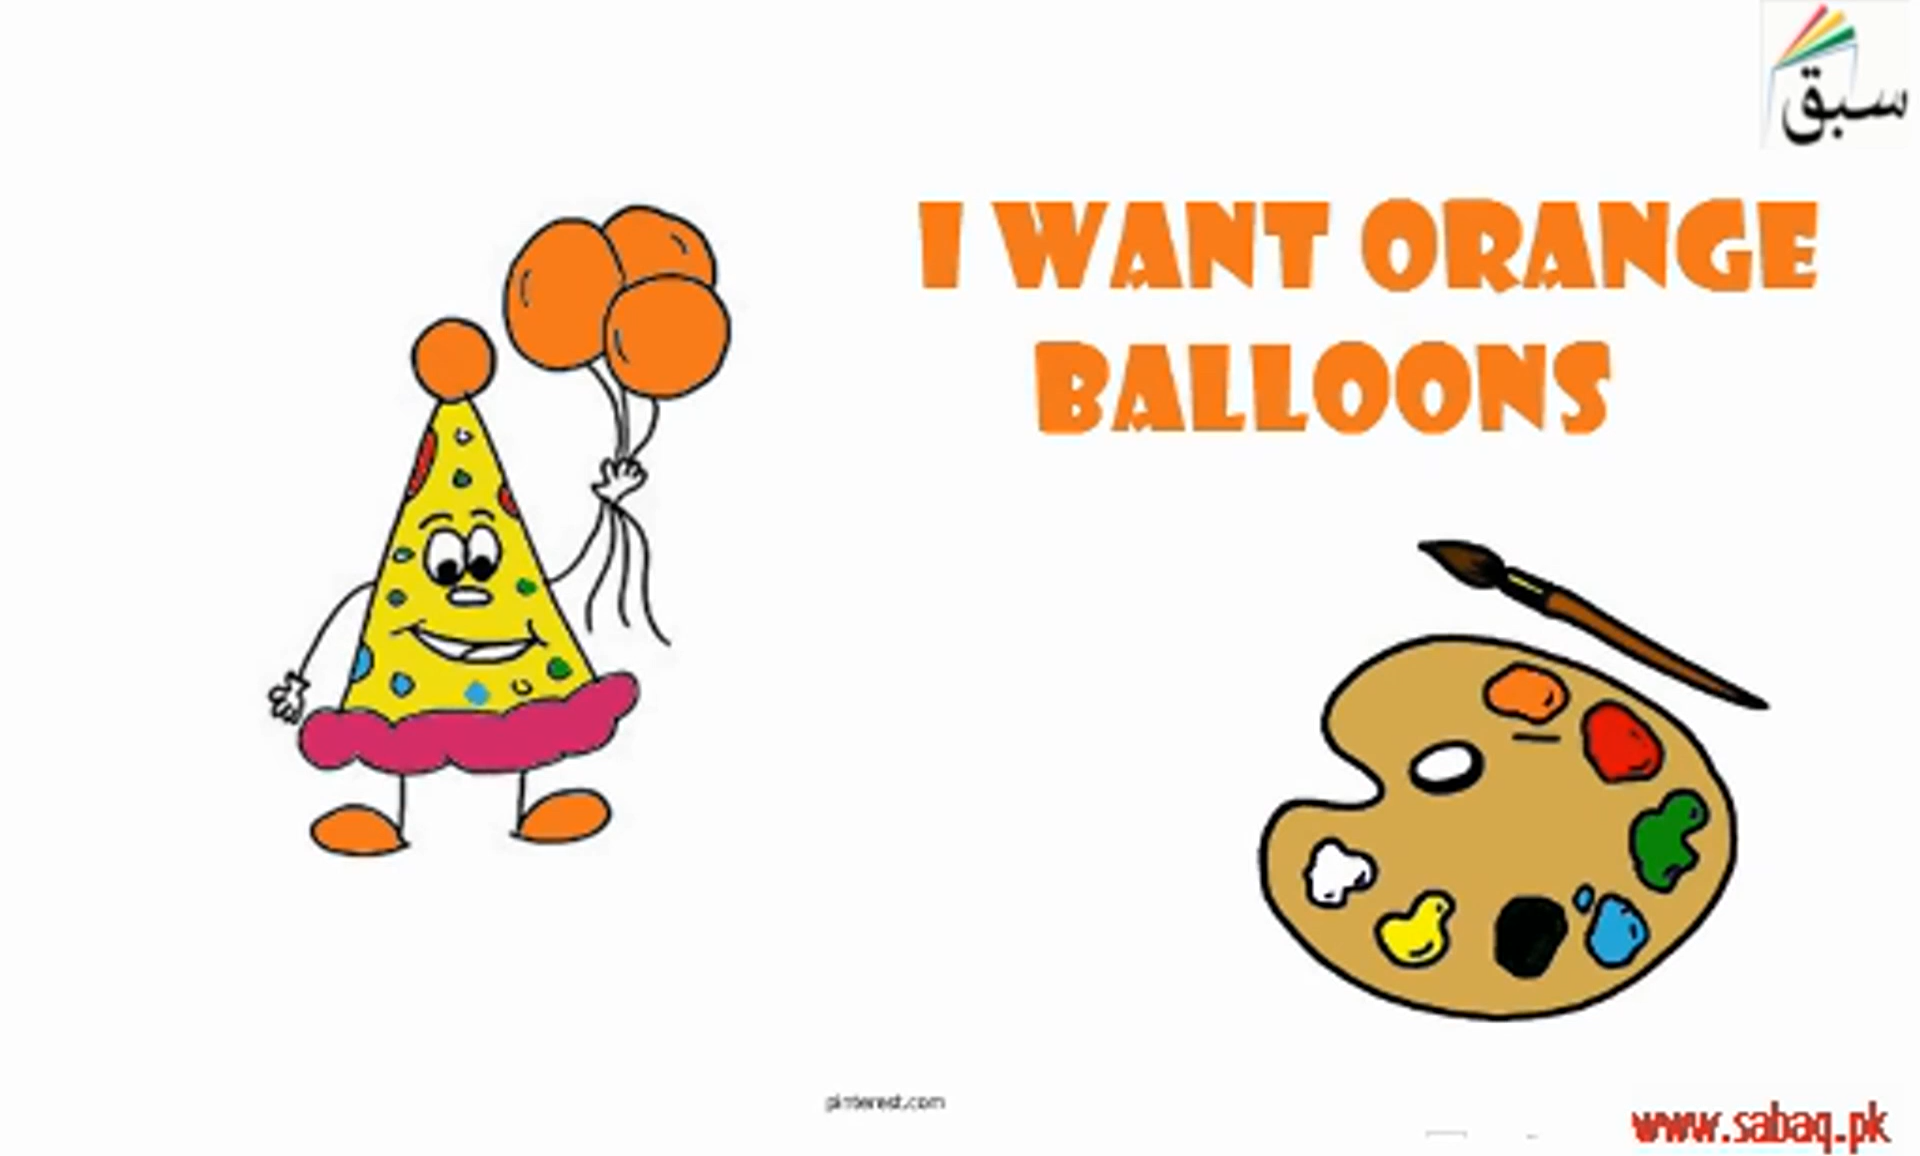 سبق
I WANT ORANGE
BALLOONS
pinterest.com
www.sabaq.pk